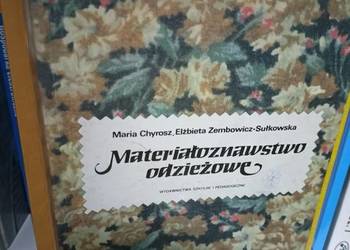 Maria Chyrosz, Elżbieta Zembowicz-Sułkowska
Materiałoznawstwo
odzieżowe
WYDAWNICTWA SZKOLNE I PEDAGOGICZNE